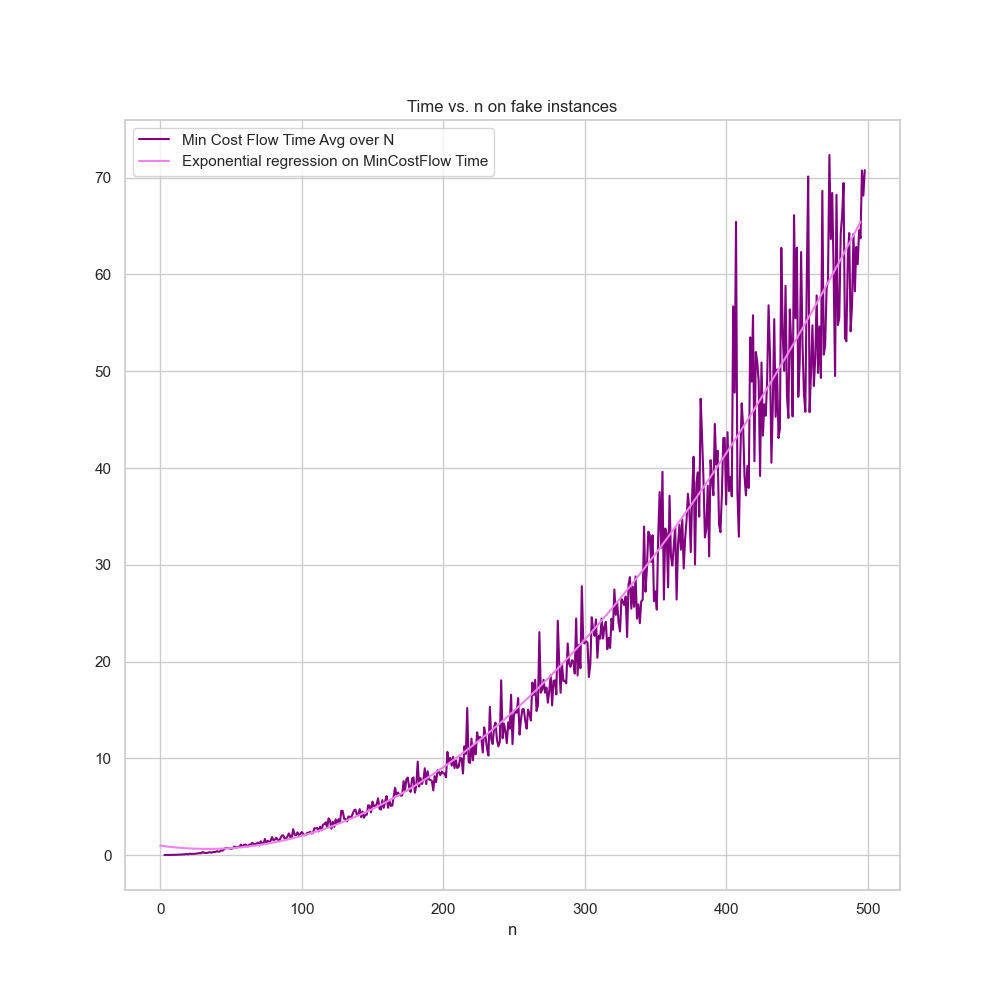 Time vs. n on fake instances
Min Cost Flow Time Avg over N
Exponential regression on MinCostFlow Time
70
60
50
40
30
20
10
0
0 100 200 300 400 500
n